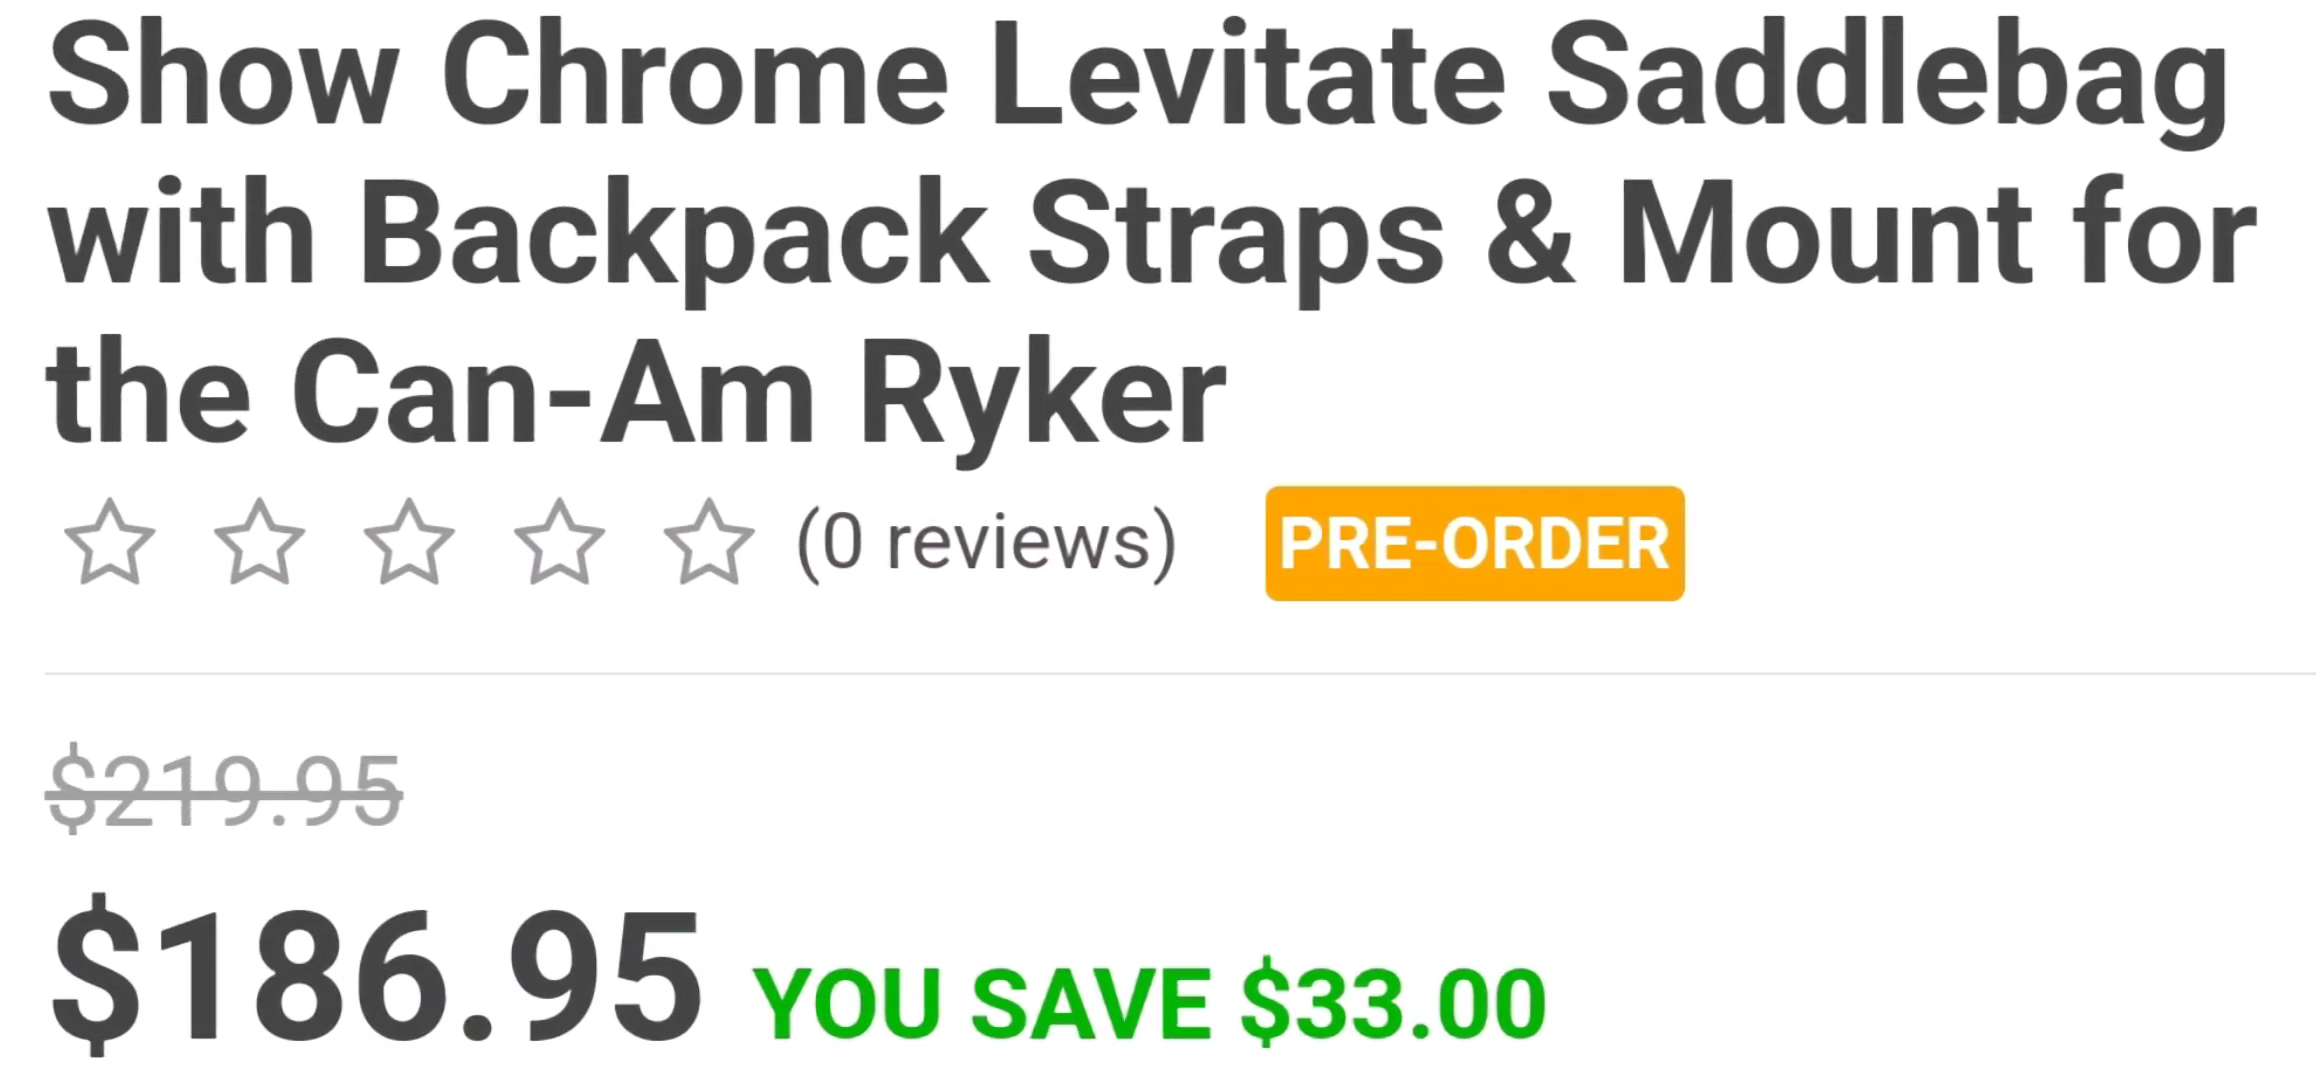 Show Chrome Levitate Saddlebag
with Backpack Straps & Mount for
the Can-Am Ryker
(0 reviews) PRE-ORDER
$219.95
$186.95 YOU SAVE $33.00